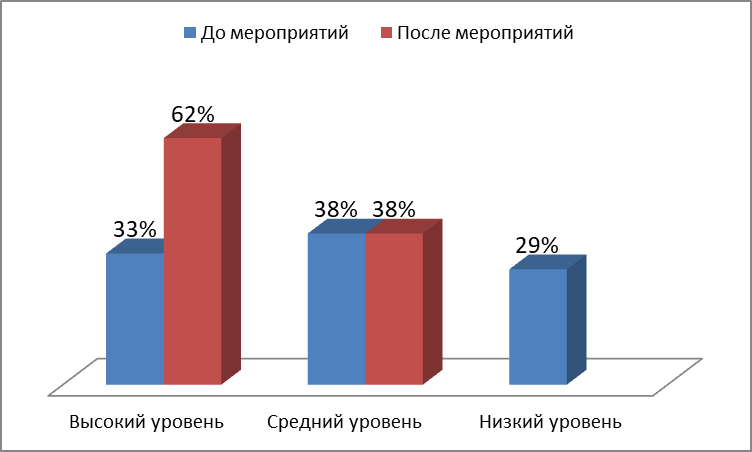 До мероприятий После мероприятий
62%
33%
38% 38%
29%
Высокий уровень Средний уровень Низкий уровень